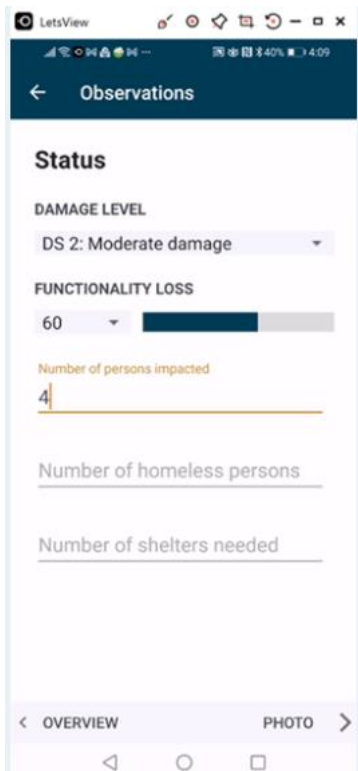 LetsView
40% 4:09
Observations
Status
DAMAGE LEVEL
DS 2: Moderate damage
FUNCTIONALITY LOSS
60
Number of persons impacted
4
Number of homeless persons
Number of shelters needed
OVERVIEW PHOTO